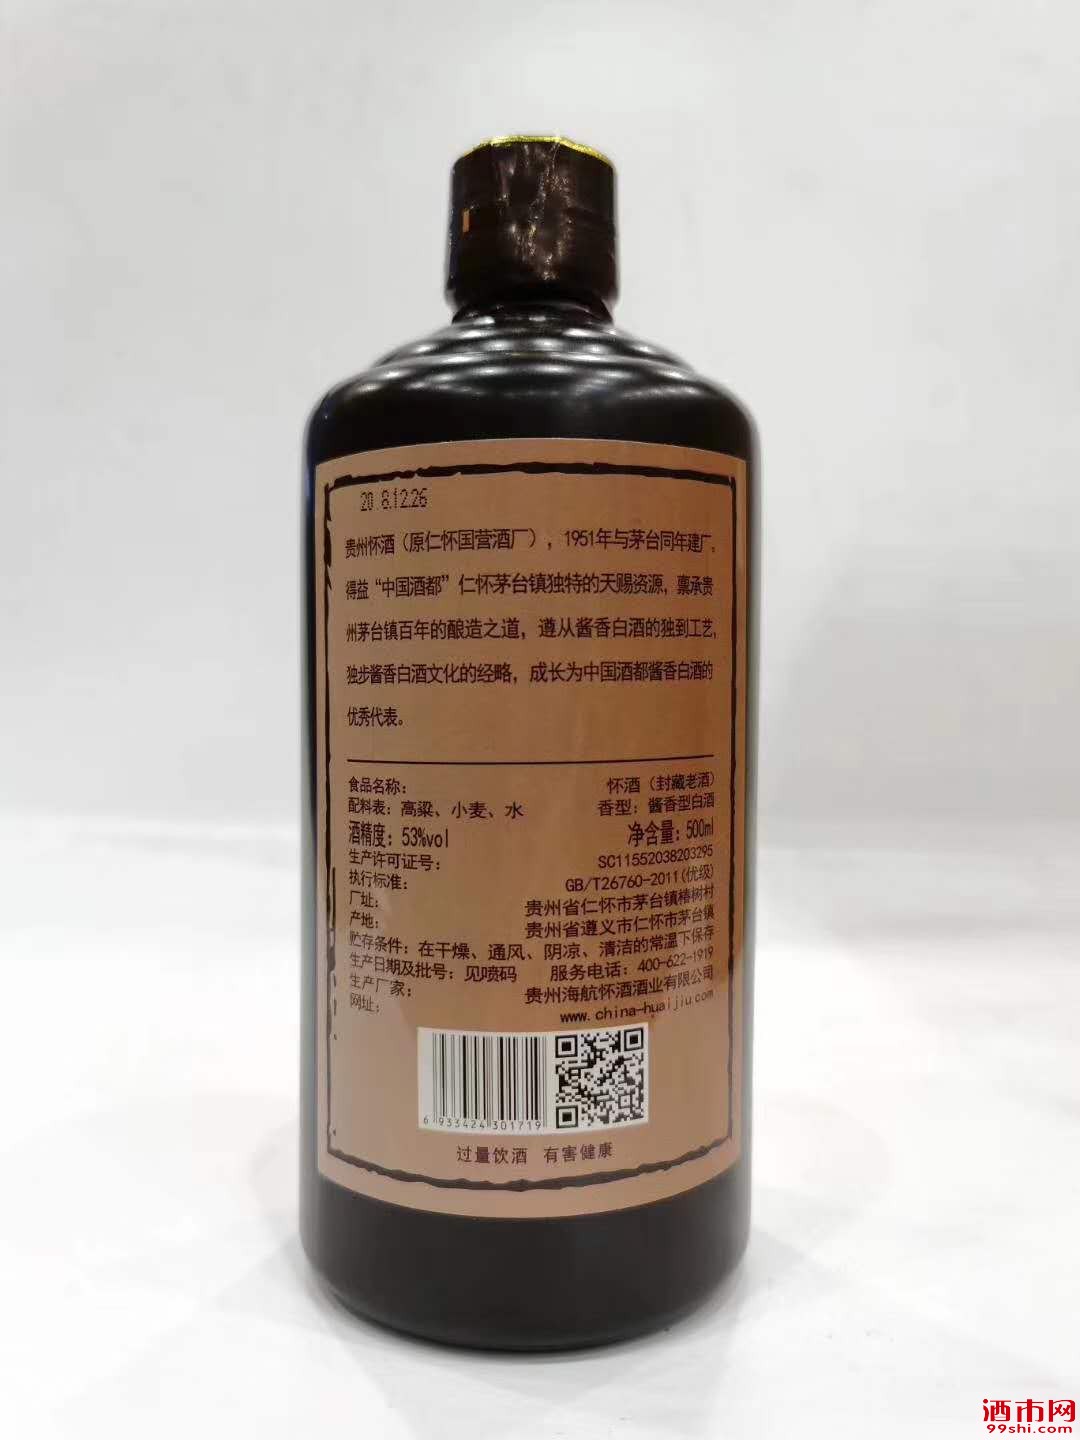 20 8.12.26
贵州怀酒（原仁怀国营酒厂），1951年与茅台同年建厂。
得益“中国酒都”仁怀茅台镇独特的天赐资源，禀承贵
州茅台镇百年的酿造之道，遵从酱香白酒的独到工艺，
独步酱香白酒文化的经略，成长为中国酒都酱香白酒的
优秀代表。
食品名称： 怀酒（封藏老酒）
配料表：高粱、小麦、水 香型：酱香型白酒
酒精度：53%vol 净含量：500ml
生产许可证号： SC11552038203295
执行标准： GB/T26760-2011(优级)
厂址： 贵州省仁怀市茅台镇椿树村
产地： 贵州省遵义市仁怀市茅台镇
贮存条件：在干燥、通风、阴凉、清洁的常温下保存
生产日期及批号：见喷码 服务电话：400-622-1919
生产厂家： 贵州海航怀酒酒业有限公司
网址： www.china-huaijiu.com
6 933424 301719
过量饮酒 有害健康
酒市网
99shi.com